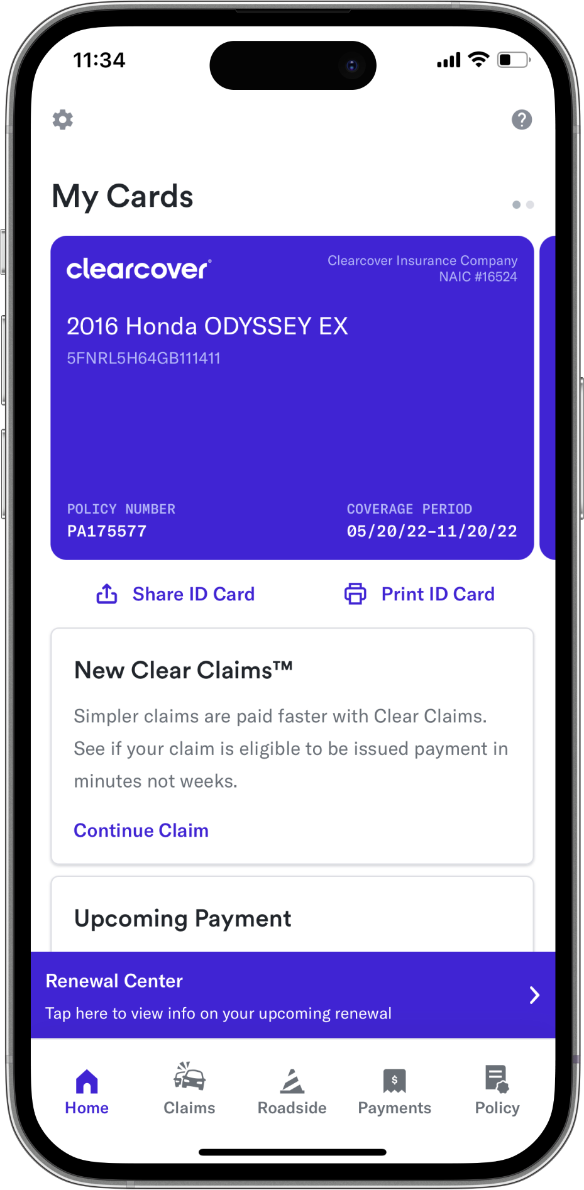 11:34
My Cards
clearcover
Clearcover Insurance Company
NAIC #16524
2016 Honda ODYSSEY EX
5FNRL5H64GB111411
POLICY NUMBER
COVERAGE PERIOD
PA175577
05/20/22-11/20/22
Share ID Card
Print ID Card
New Clear Claims™
Simpler claims are paid faster with Clear Claims.
See if your claim is eligible to be issued payment in
minutes not weeks.
Continue Claim
Upcoming Payment
Renewal Center
Tap here to view info on your upcoming renewal
Home
Claims
Roadside
Payments
Policy